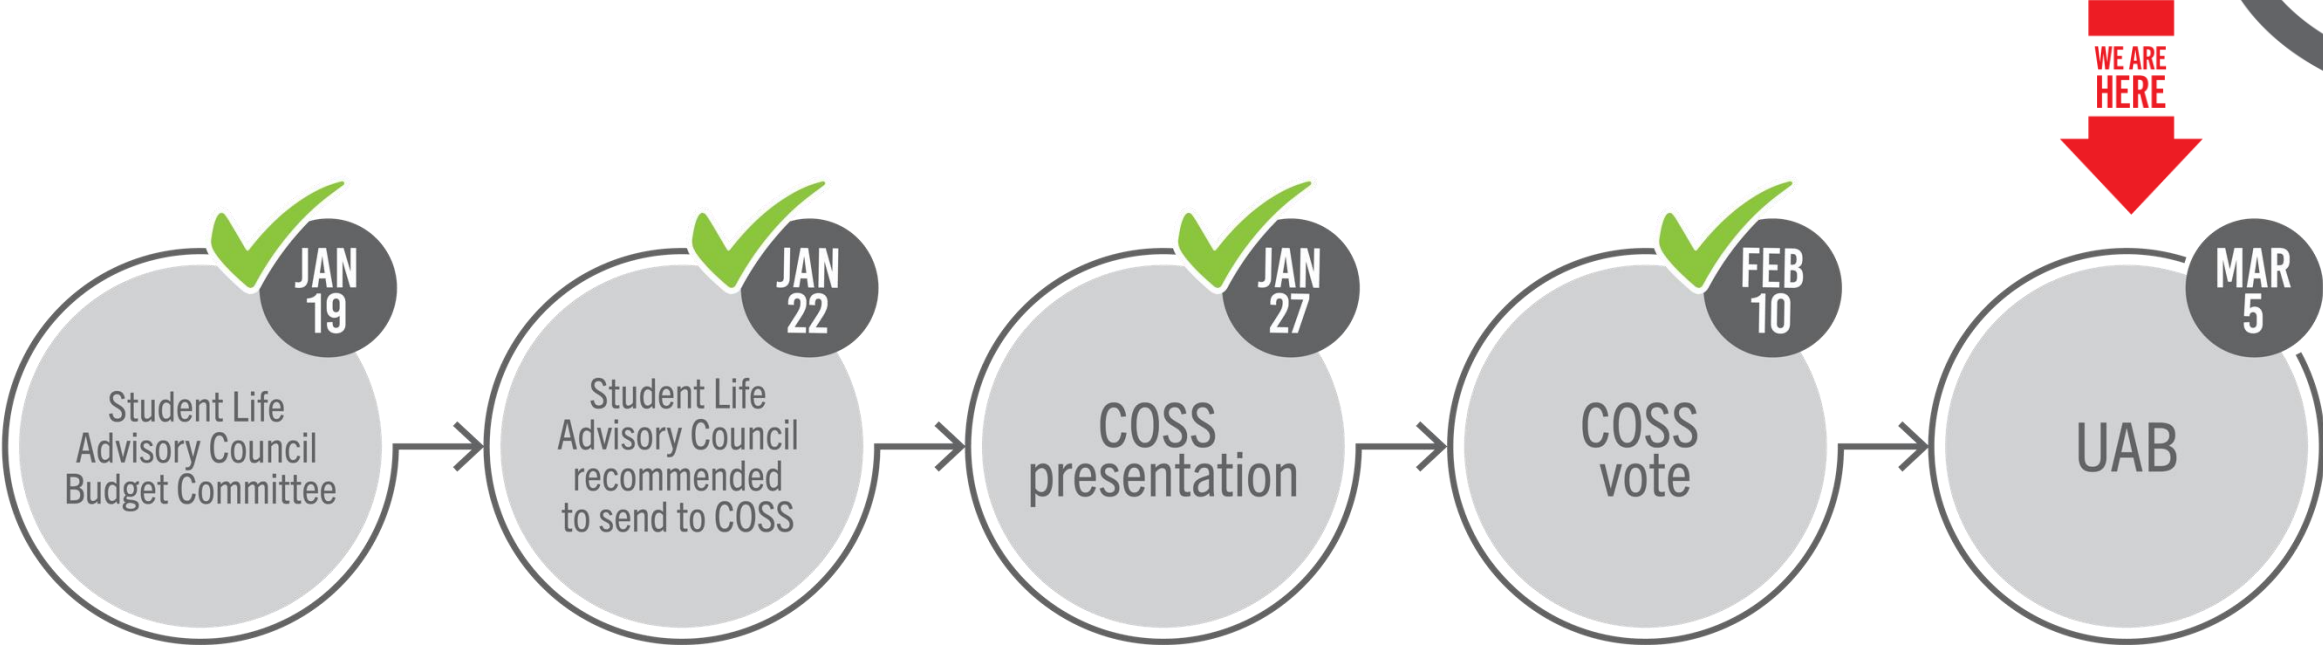 WE ARE
HERE
JAN
19
Student Life
Advisory Council
Budget Committee
JAN
22
Student Life
Advisory Council
recommended
to send to COSS
JAN
27
COSS
presentation
FEB
10
COSS
vote
MAR
5
UAB